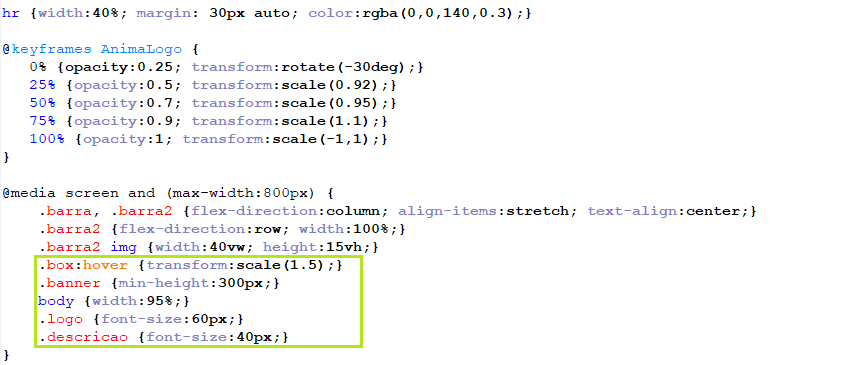 hr {width:40%; margin: 30px auto; color:rgba(0,0,140,0.3);}
@keyframes AnimaLogo {
0% {opacity:0.25; transform:rotate(-30deg);}
25% {opacity:0.5; transform:scale(0.92);}
50% {opacity:0.7; transform:scale(0.95);}
75% {opacity:0.9; transform:scale(1.1);}
100% {opacity:1; transform:scale(-1,1);}
}
@media screen and (max-width:800px) {
.barra, .barra2 {flex-direction:column; align-items:stretch; text-align:center;}
.barra2 {flex-direction:row; width:100%;}
.barra2 img {width:40vw; height:15vh;}
.box:hover {transform:scale(1.5);}
.banner {min-height:300px;}
body {width:95%;}
.logo {font-size:60px;}
.descricao {font-size:40px;}
}